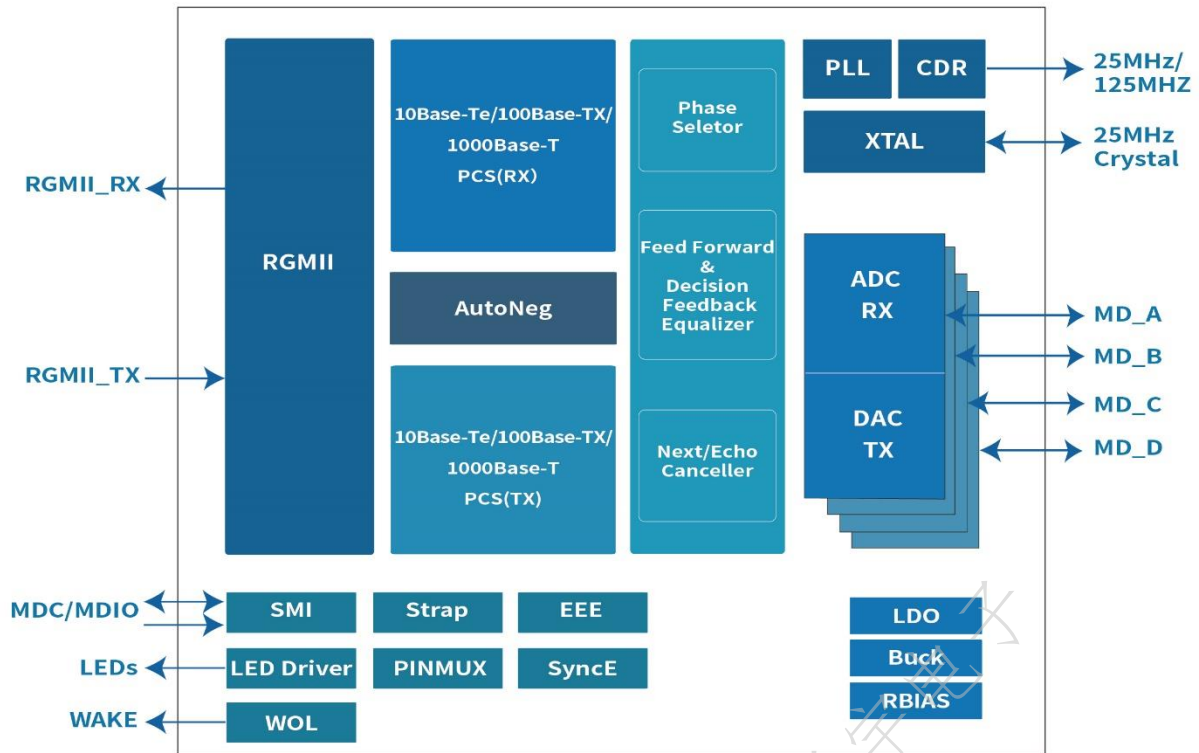 RGMII_RX
RGMII_TX
RGMII
10Base-Te/100Base-TX/
1000Base-T
PCS(RX）
AutoNeg
10Base-Te/100Base-TX/
1000Base-T
PCS(TX)
Phase
Seletor
Feed Forward
&
Decision
Feedback
Equalizer
Next/Echo
Canceller
PLL
CDR
25MHz/
125MHZ
XTAL
25MHz
Crystal
ADC
RX
DAC
TX
MD_A
MD_B
MD_C
MD_D
MDC/MDIO
SMI
Strap
EEE
LEDs
LED Driver
PINMUX
SyncE
WAKE
WOL
LDO
Buck
RBIAS
电子